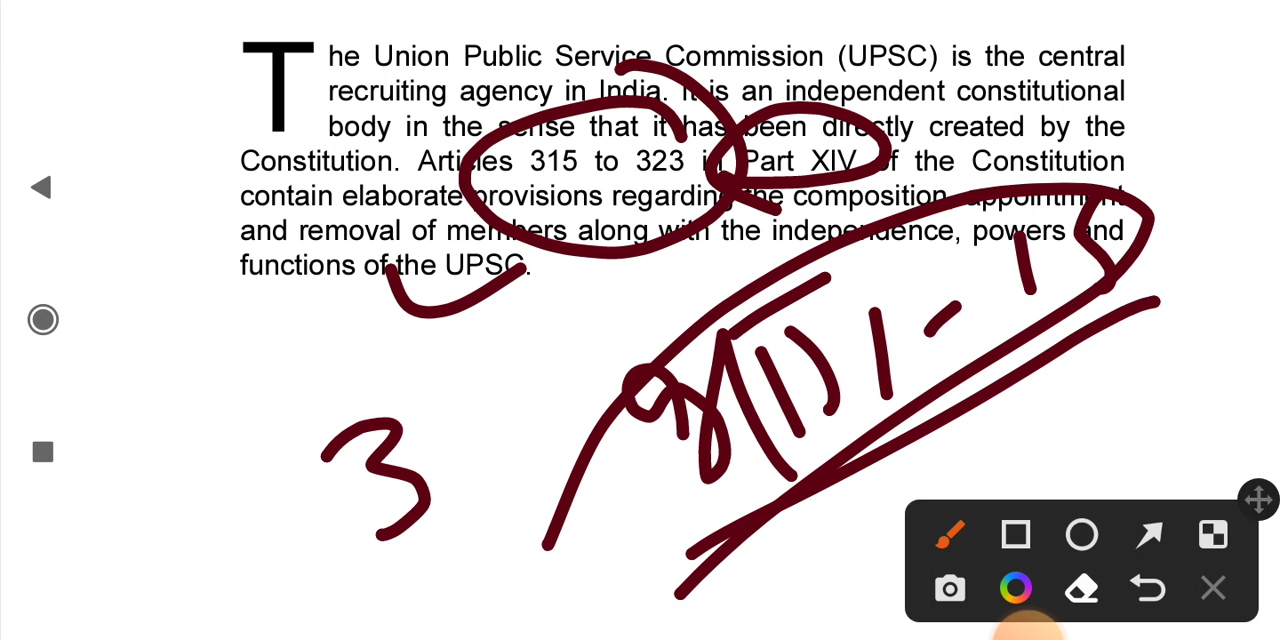 The Union Public Service Commission (UPSC) is the central
recruiting agency in India. It is an independent constitutional
body in the sense that it has been directly created by the
Constitution. Articles 315 to 323 in Part XIV of the Constitution
contain elaborate provisions regarding the composition, appointment
and removal of members along with the independence, powers and
functions of the UPSC.
3